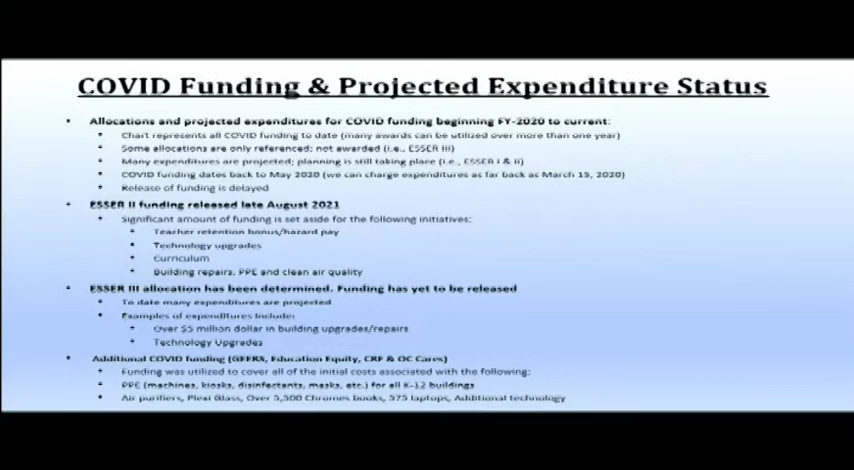 COVID Funding & Projected Expenditure Status
• Allocations and projected expenditures for COVID funding beginning FY-2020 to current:
• Chart represents all COVID funding to date (many awards can be utilized over more than one year)
• Some allocations are only referenced; not awarded (i.e., ESSER III)
• Many expenditures are projected; planning is still taking place (i.e., ESSER I & II)
• COVID funding dates back to May 2020 (we can charge expenditures as far back as March 15, 2020)
• Release of funding is delayed
• ESSER II funding released late August 2021
• Significant amount of funding is set aside for the following initiatives:
• Teacher retention bonus/hazard pay
• Technology upgrades
• Curriculum
• Building repairs, PPE and clean air quality
• ESSER III allocation has been determined. Funding has yet to be released
• To date many expenditures are projected
• Examples of expenditures include:
• Over $5 million dollar in building upgrades/repairs
• Technology Upgrades
• Additional COVID funding (GEERS, Education Equity, CRF & OC Cares)
• Funding was utilized to cover all of the initial costs associated with the following:
• PPE (machines, kiosks, disinfectants, masks, etc.) for all K-12 buildings
• Air purifiers, Plexi Glass, Over 5,500 Chromes books, 575 laptops, Additional technology